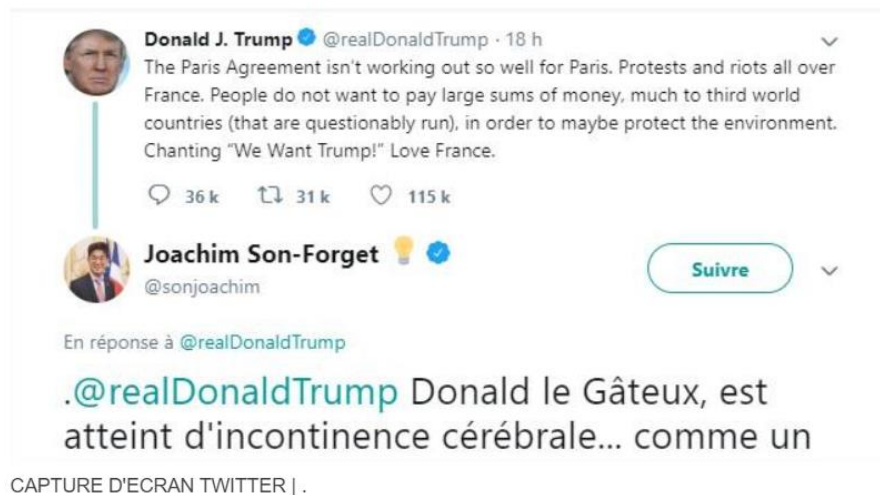 Donald J. Trump @realDonaldTrump · 18 h
The Paris Agreement isn't working out so well for Paris. Protests and riots all over
France. People do not want to pay large sums of money, much to third world
countries (that are questionably run), in order to maybe protect the environment.
Chanting "We Want Trump!" Love France.
36 k 31 k 115 k
Joachim Son-Forget
@sonjoachim
Suivre
En réponse à @realDonaldTrump
.@realDonaldTrump Donald le Gâteux, est
atteint d'incontinence cérébrale... comme un
CAPTURE D'ECRAN TWITTER | .